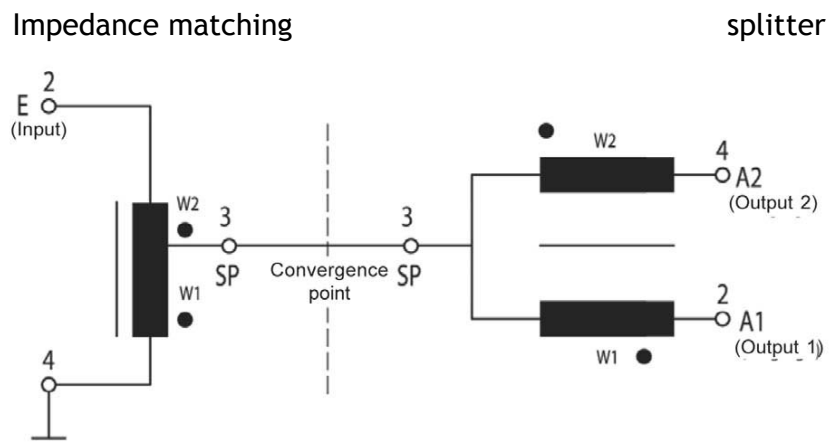 Impedance matching
splitter
2
E
(Input)
W2
3
SP
W1
4
Convergence
point
3
SP
W2
4
A2
(Output 2)
2
A1
(Output 1)
W1